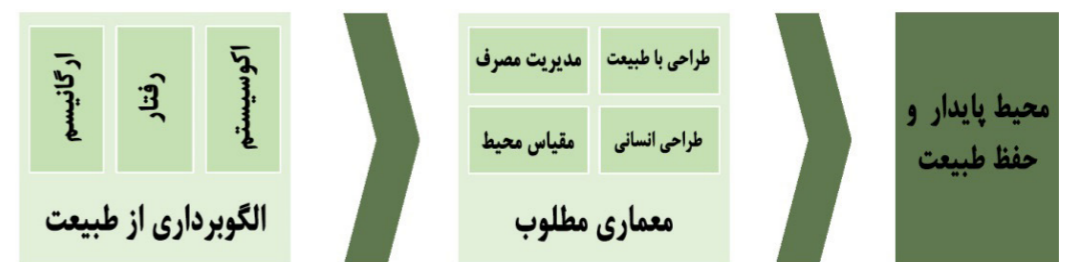 ارگانیسم
رفتار
اکوسیستم
الگوبرداری از طبیعت
مدیریت مصرف
طراحی با طبیعت
مقیاس محیط
طراحی انسانی
معماری مطلوب
محیط پایدار و
حفظ طبیعت